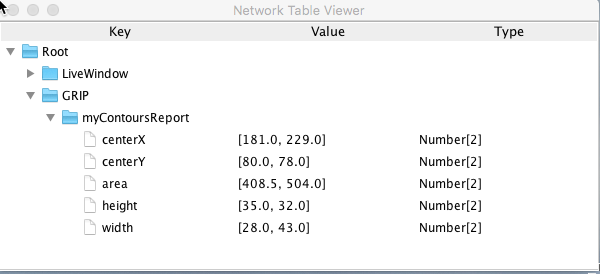 Network Table Viewer
Key Value Type
Root
LiveWindow
GRIP
myContoursReport
centerX [181.0, 229.0] Number[2]
centerY [80.0, 78.0] Number[2]
area [408.5, 504.0] Number[2]
height [35.0, 32.0] Number[2]
width [28.0, 43.0] Number[2]